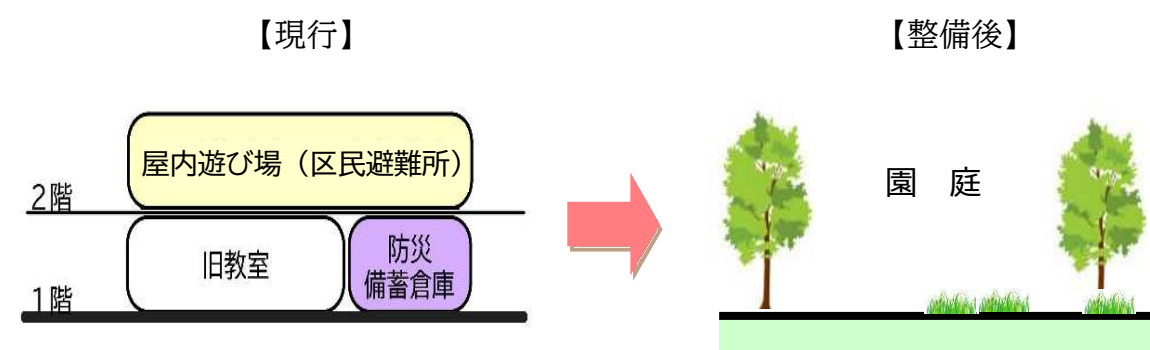 【現行】
【整備後】
屋内遊び場（区民避難所）
園　庭
2階
旧教室
防災
備蓄倉庫
1階